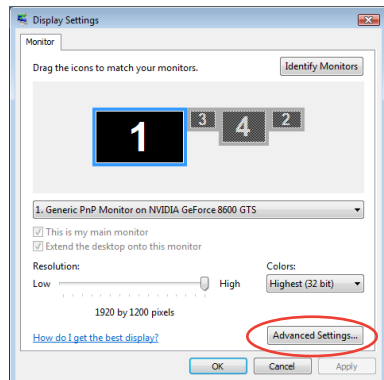 Display Settings
Monitor
Drag the icons to match your monitors.
Identify Monitors
1 3 4 2
1. Generic PnP Monitor on NVIDIA GeForce 8600 GTS
This is my main monitor
Extend the desktop onto this monitor
Resolution:
Colors:
Low High
Highest (32 bit)
1920 by 1200 pixels
How do I get the best display?
Advanced Settings...
OK Cancel Apply